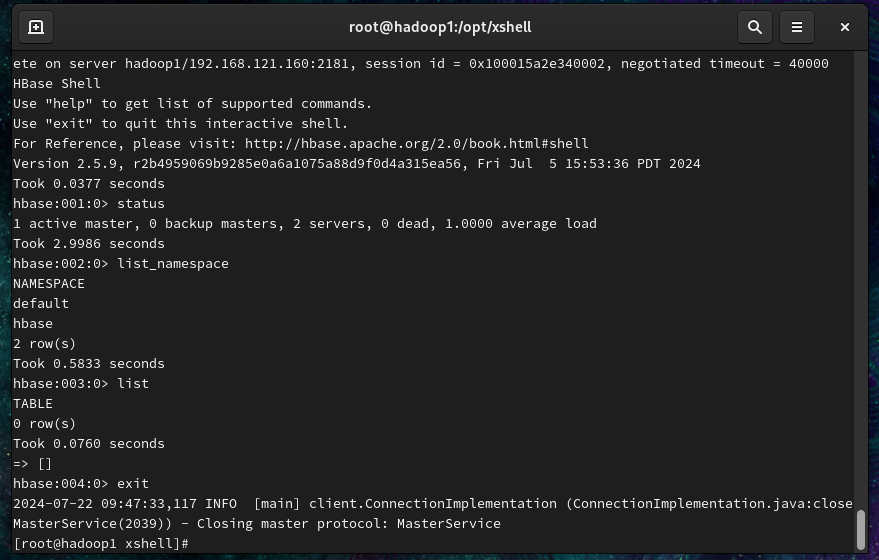 root@hadoop1:/opt/xshell
ete on server hadoop1/192.168.121.160:2181, session id = 0x100015a2e340002, negotiated timeout = 40000
HBase Shell
Use "help" to get list of supported commands.
Use "exit" to quit this interactive shell.
For Reference, please visit: http://hbase.apache.org/2.0/book.html#shell
Version 2.5.9, r2b4959069b9285e0a6a1075a88d9f0d4a315ea56, Fri Jul  5 15:53:36 PDT 2024
Took 0.0377 seconds
hbase:001:0> status
1 active master, 0 backup masters, 2 servers, 0 dead, 1.0000 average load
Took 2.9986 seconds
hbase:002:0> list_namespace
NAMESPACE
default
hbase
2 row(s)
Took 0.5833 seconds
hbase:003:0> list
TABLE
0 row(s)
Took 0.0760 seconds
=> []
hbase:004:0> exit
2024-07-22 09:47:33,117 INFO  [main] client.ConnectionImplementation (ConnectionImplementation.java:close
MasterService(2039)) - Closing master protocol: MasterService
[root@hadoop1 xshell]#